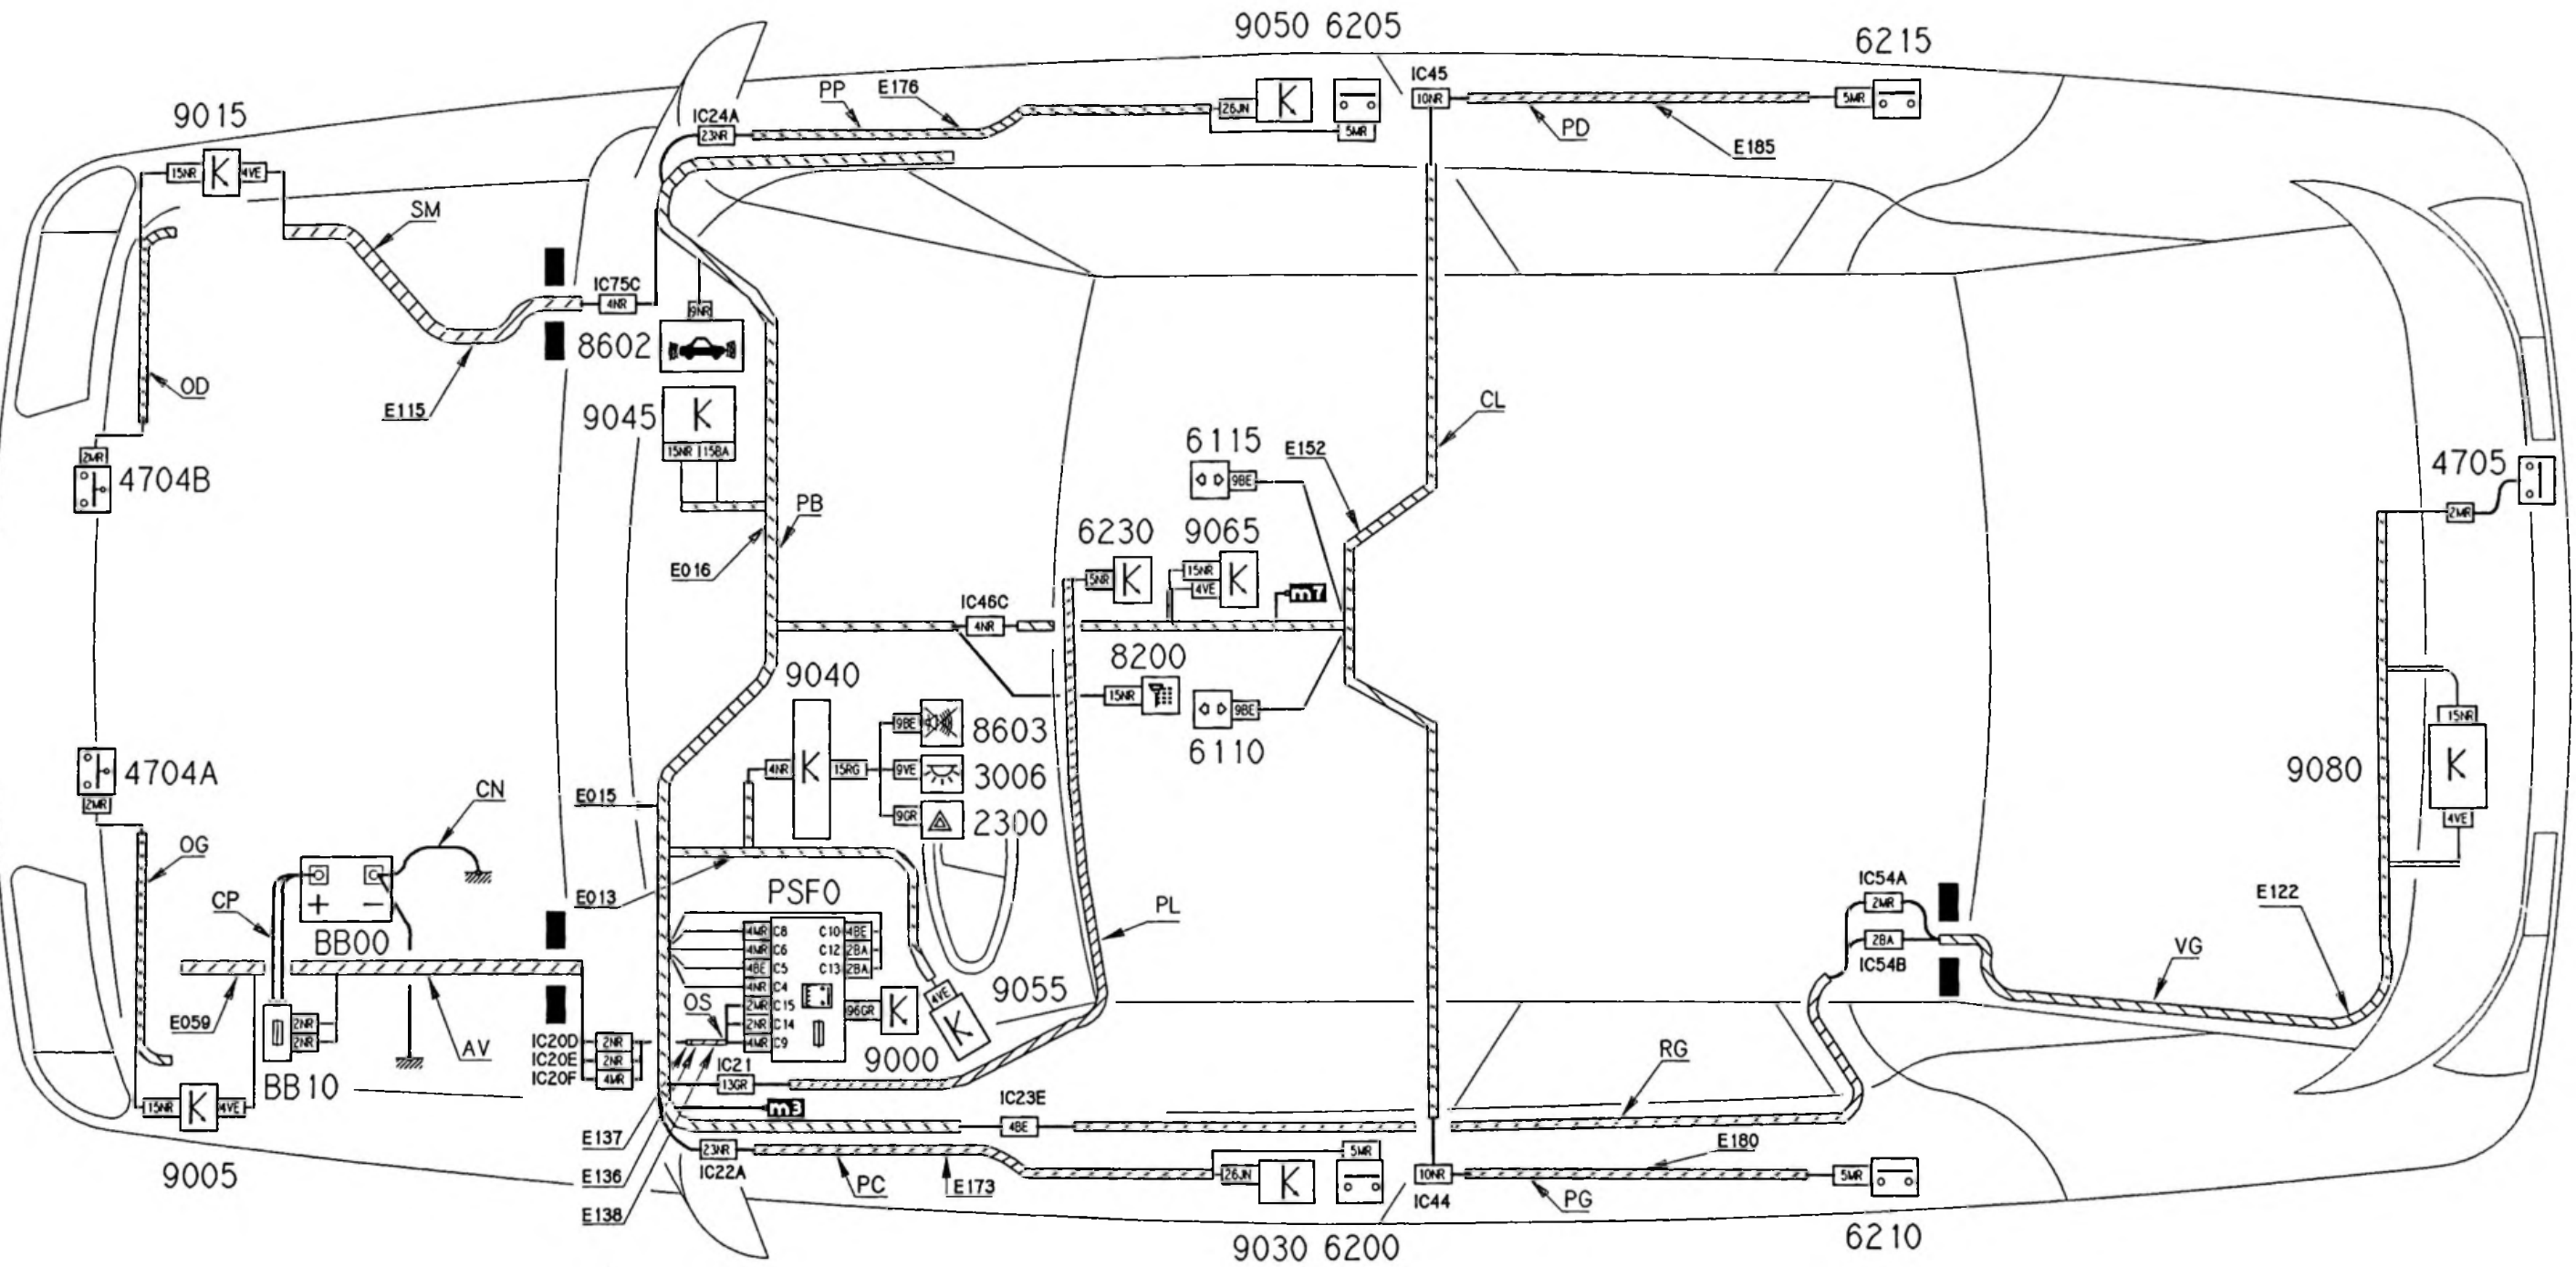 9050 6205
6215
9015
PP
E176
IC24A
23NR
26JN
5MR
IC45
10NR
5MR
PD
E185
15NR
4VE
SM
IC75C
4NR
9NR
8602
OD
E115
9045
15NR 15BA
CL
6115
E152
9BE
2MR
4704B
4705
2MR
PB
6230
9065
5NR
15NR
4VE
E016
m7
IC46C
4NR
8200
15NR
9BE
6110
9040
4NR
15RG
9BE
8603
9VE
3006
9GR
2300
4704A
2MR
CN
E015
15NR
9080
4VE
OG
CP
+ −
BB00
E013
PSF0
PL
IC54A
2MR
2BA
IC54B
E122
VG
4MR C8 C10 4BE
4MR C6 C12 2BA
4BE C5 C13 2BA
4NR C4
2MR C15
2NR C14
4MR C9
96GR
9000
OS
4VE
9055
E059
AV
2NR
2NR
BB10
IC20D 2NR
IC20E 2NR
IC20F 4MR
IC21
13GR
RG
15NR
4VE
9005
m3
IC23E
4BE
E137
E136
E138
23NR
IC22A
PC
E173
26JN
5MR
10NR
IC44
E180
PG
5MR
9030 6200
6210